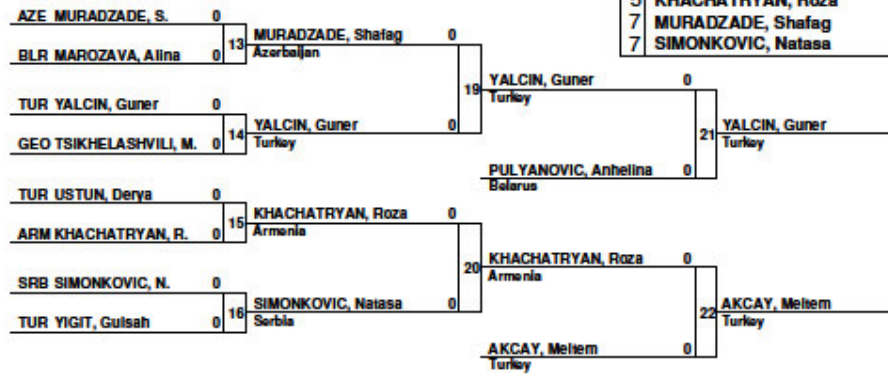 5 KHACHATRYAN, Roza
7 MURADZADE, Shafag
7 SIMONKOVIC, Natasa
AZE MURADZADE, S. 0
BLR MAROZAVA, Alina 0
13
MURADZADE, Shafag 0
Azerbaijan
TUR YALCIN, Guner 0
GEO TSIKHELASHVILI, M. 0
14
YALCIN, Guner 0
Turkey
19
YALCIN, Guner 0
Turkey
PULYANOVIC, Anhelina 0
Belarus
21
YALCIN, Guner
Turkey
TUR USTUN, Derya 0
ARM KHACHATRYAN, R. 0
15
KHACHATRYAN, Roza 0
Armenia
SRB SIMONKOVIC, N. 0
TUR YIGIT, Gulsah 0
16
SIMONKOVIC, Natasa 0
Serbia
20
KHACHATRYAN, Roza 0
Armenia
AKCAY, Meltem 0
Turkey
22
AKCAY, Meltem
Turkey